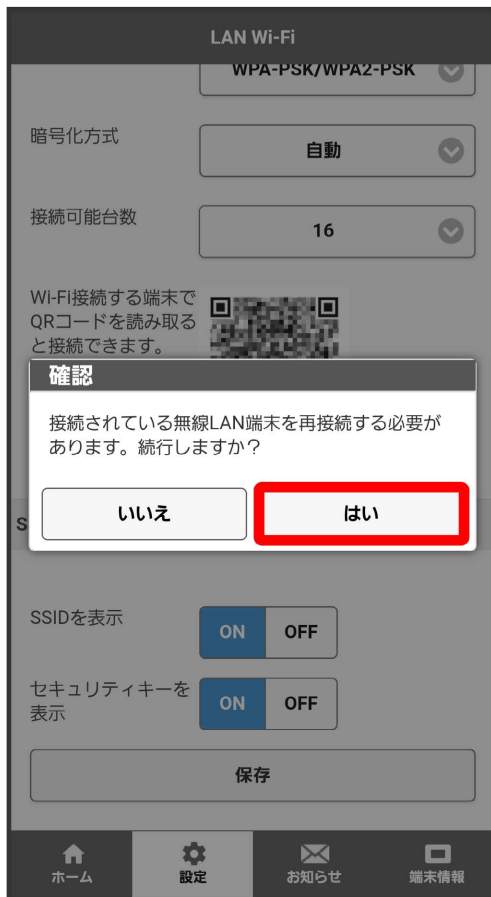 LAN Wi-Fi
WPA-PSK/WPA2-PSK
暗号化方式
自動
接続可能台数
16
Wi-Fi接続する端末で
QRコードを読み取る
と接続できます。
確認
接続されている無線LAN端末を再接続する必要が
あります。続行しますか？
いいえ
はい
S
SSIDを表示
ON OFF
セキュリティキーを
表示
ON OFF
保存
ホーム 設定 お知らせ 端末情報